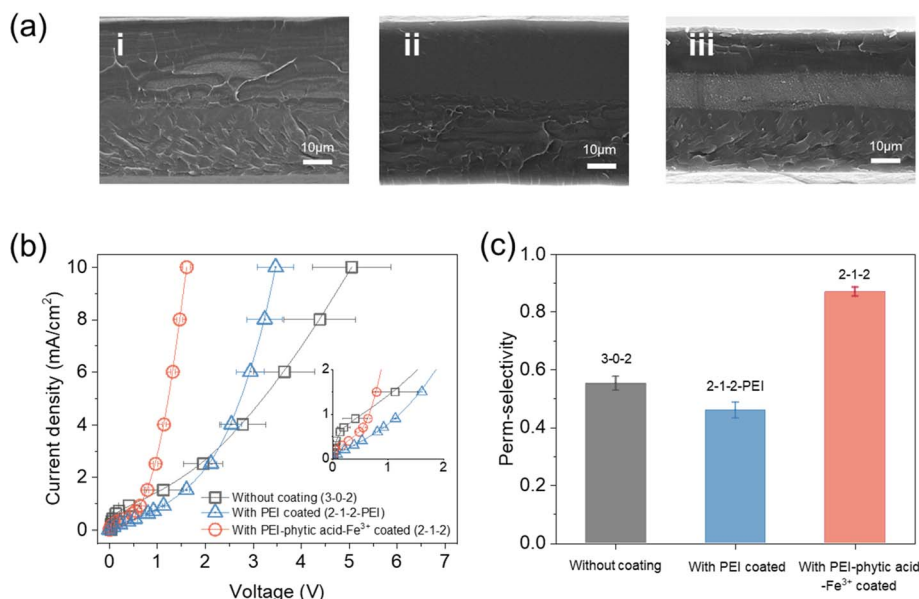 (a)
i
ii
iii
10μm
10μm
10μm
(b)
Current density (mA/cm²)
10
8
6
4
2
0
2
1
0
0
1
2
Without coating (3-0-2)
With PEI coated (2-1-2-PEI)
With PEI-phytic acid-Fe³⁺ coated (2-1-2)
0 1 2 3 4 5 6 7
Voltage (V)
(c)
Perm-selectivity
1.0
0.8
0.6
0.4
0.2
0.0
3-0-2
2-1-2-PEI
2-1-2
Without coating
With PEI coated
With PEI-phytic acid
-Fe³⁺ coated